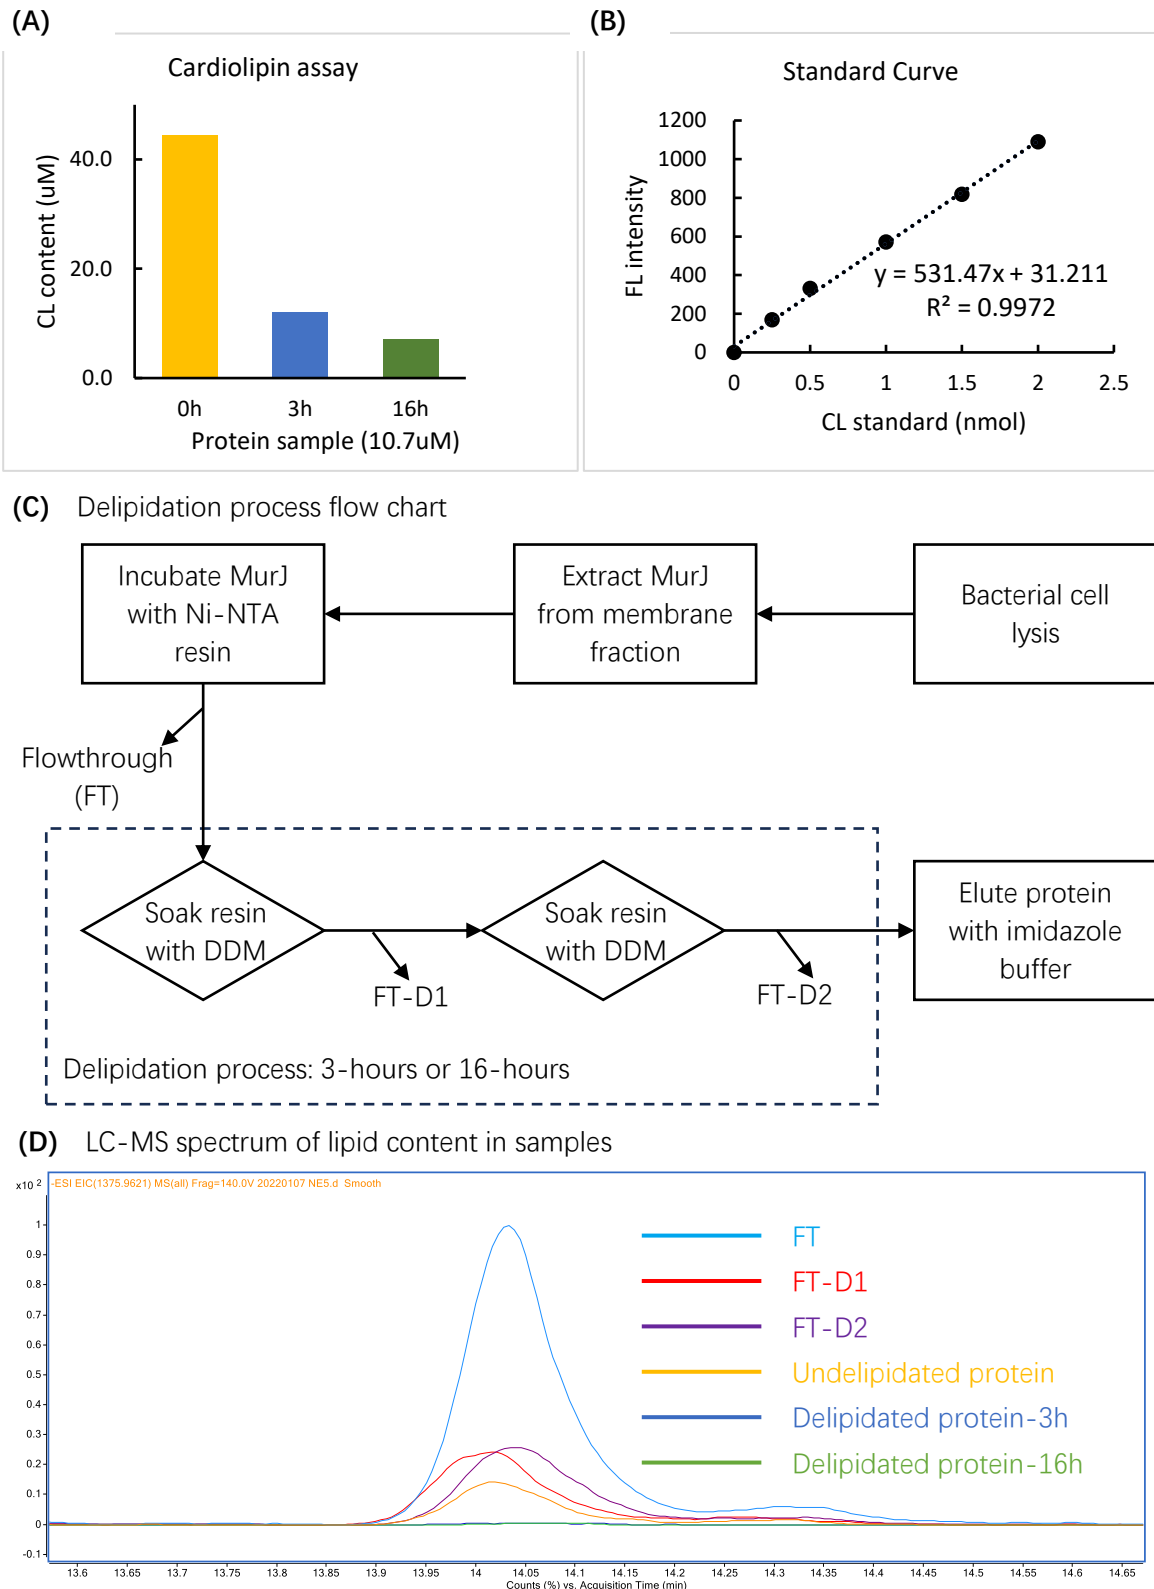 (A)
Cardiolipin assay
CL content (uM)
40.0
20.0
0.0
0h 3h 16h
Protein sample (10.7uM)
(B)
Standard Curve
FL intensity
1200
1000
800
600
400
200
0
y = 531.47x + 31.211
R² = 0.9972
0 0.5 1 1.5 2 2.5
CL standard (nmol)
(C) Delipidation process flow chart
Incubate MurJ
with Ni-NTA
resin
Extract MurJ
from membrane
fraction
Bacterial cell
lysis
Flowthrough
(FT)
Soak resin
with DDM
FT-D1
Soak resin
with DDM
FT-D2
Elute protein
with imidazole
buffer
Delipidation process: 3-hours or 16-hours
(D) LC-MS spectrum of lipid content in samples
x10 2
-ESI EIC(1375.9621) MS(all) Frag=140.0V 20220107 NE5.d Smooth
1
0.9
0.8
0.7
0.6
0.5
0.4
0.3
0.2
0.1
0
-0.1
FT
FT-D1
FT-D2
Undelipidated protein
Delipidated protein-3h
Delipidated protein-16h
13.6 13.65 13.7 13.75 13.8 13.85 13.9 13.95 14 14.05 14.1 14.15 14.2 14.25 14.3 14.35 14.4 14.45 14.5 14.55 14.6 14.65
Counts (%) vs. Acquisition Time (min)